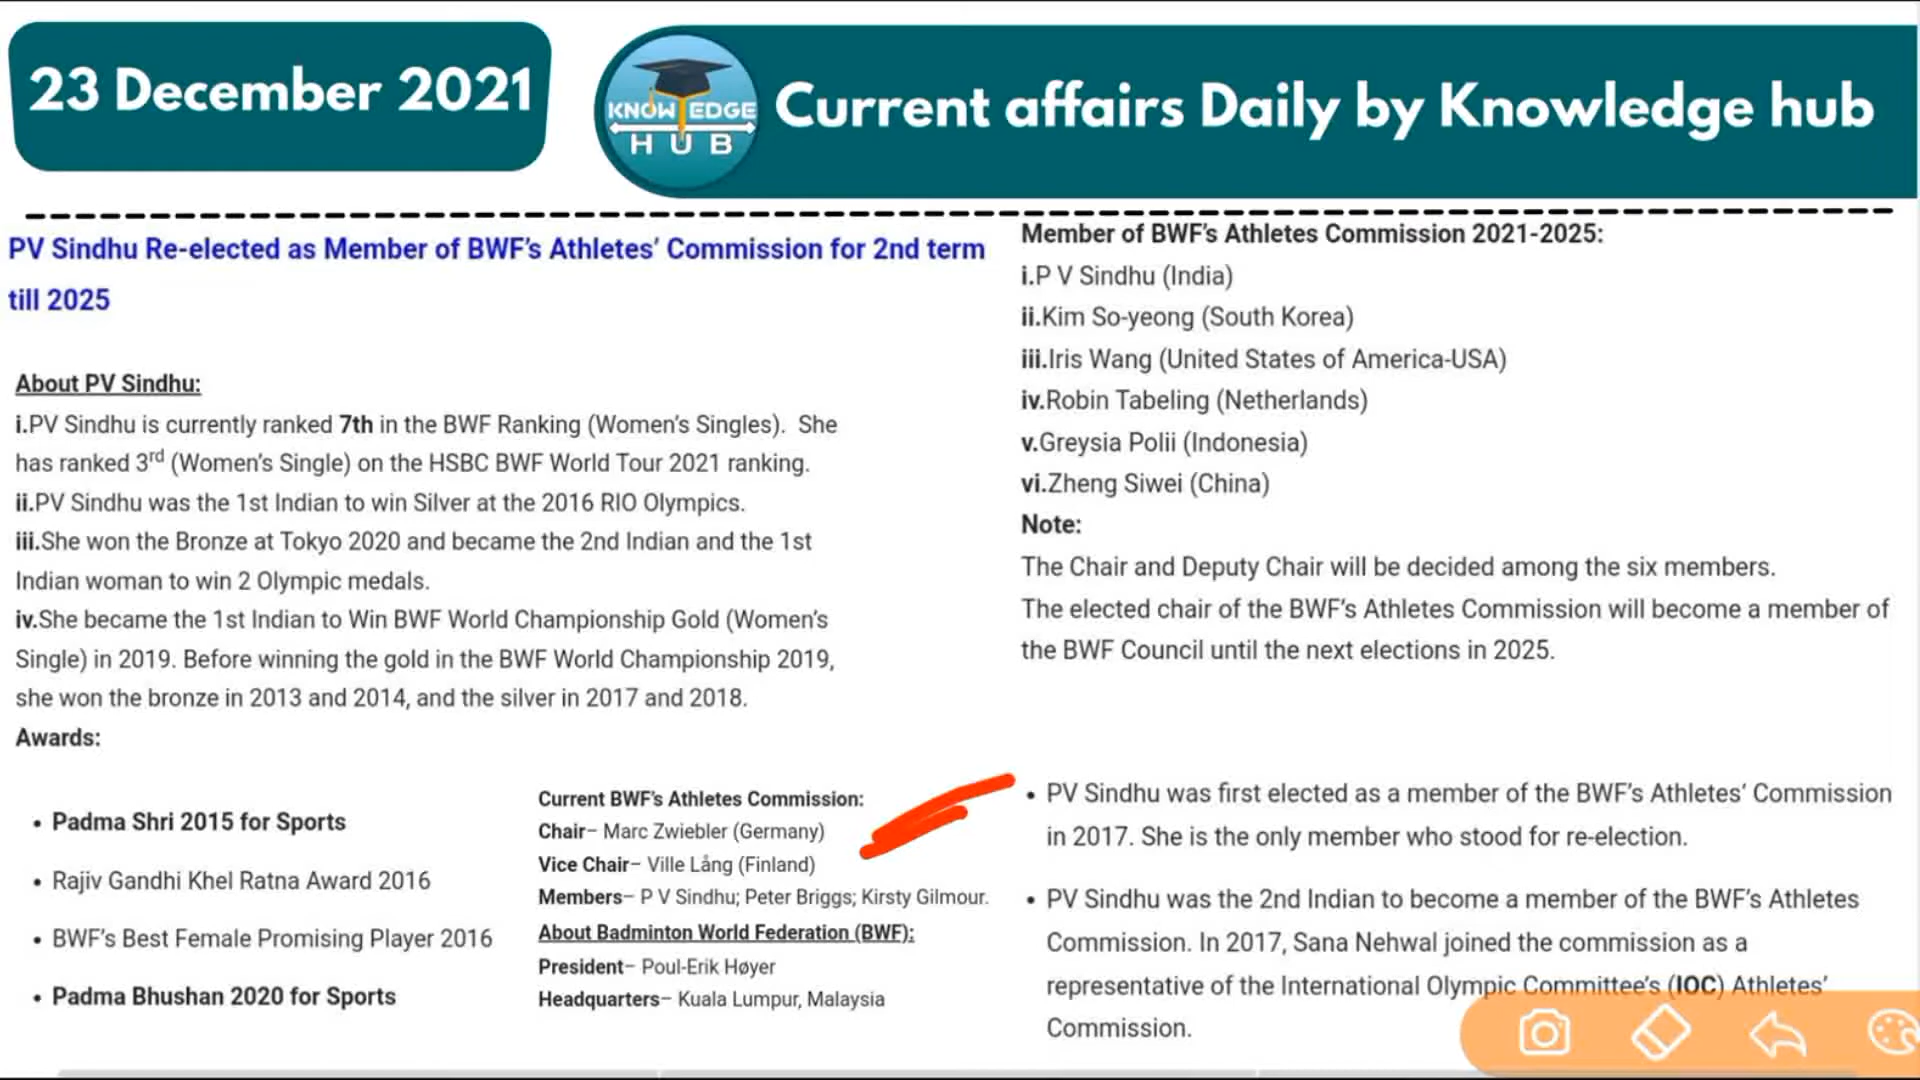 23 December 2021
KNOWLEDGE
HUB
Current affairs Daily by Knowledge hub
PV Sindhu Re-elected as Member of BWF's Athletes' Commission for 2nd term
till 2025
About PV Sindhu:
i.PV Sindhu is currently ranked 7th in the BWF Ranking (Women's Singles). She
has ranked 3rd (Women's Single) on the HSBC BWF World Tour 2021 ranking.
ii.PV Sindhu was the 1st Indian to win Silver at the 2016 RIO Olympics.
iii.She won the Bronze at Tokyo 2020 and became the 2nd Indian and the 1st
Indian woman to win 2 Olympic medals.
iv.She became the 1st Indian to Win BWF World Championship Gold (Women's
Single) in 2019. Before winning the gold in the BWF World Championship 2019,
she won the bronze in 2013 and 2014, and the silver in 2017 and 2018.
Awards:
• Padma Shri 2015 for Sports
• Rajiv Gandhi Khel Ratna Award 2016
• BWF's Best Female Promising Player 2016
• Padma Bhushan 2020 for Sports
Current BWF's Athletes Commission:
Chair– Marc Zwiebler (Germany)
Vice Chair– Ville Lång (Finland)
Members– P V Sindhu; Peter Briggs; Kirsty Gilmour.
About Badminton World Federation (BWF):
President– Poul-Erik Høyer
Headquarters– Kuala Lumpur, Malaysia
Member of BWF's Athletes Commission 2021-2025:
i.P V Sindhu (India)
ii.Kim So-yeong (South Korea)
iii.Iris Wang (United States of America-USA)
iv.Robin Tabeling (Netherlands)
v.Greysia Polii (Indonesia)
vi.Zheng Siwei (China)
Note:
The Chair and Deputy Chair will be decided among the six members.
The elected chair of the BWF's Athletes Commission will become a member of
the BWF Council until the next elections in 2025.
• PV Sindhu was first elected as a member of the BWF's Athletes' Commission
in 2017. She is the only member who stood for re-election.
• PV Sindhu was the 2nd Indian to become a member of the BWF's Athletes
Commission. In 2017, Sana Nehwal joined the commission as a
representative of the International Olympic Committee's (IOC) Athletes'
Commission.